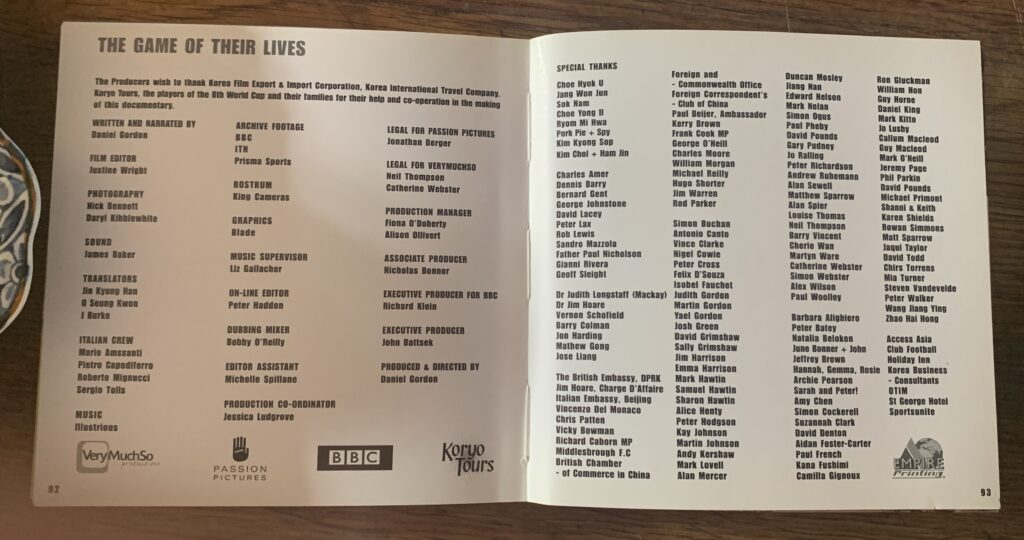 THE GAME OF THEIR LIVES
The Producers wish to thank Korea Film Export & Import Corporation, Korea International Travel Company,
Koryo Tours, the players of the 8th World Cup and their families for their help and co-operation in the making
of this documentary.
WRITTEN AND NARRATED BY
Daniel Gordon
FILM EDITOR
Justine Wright
PHOTOGRAPHY
Nick Bennett
Daryl Kibblewhite
SOUND
James Baker
TRANSLATORS
Jin Kyung Han
O Seung Kwon
J Burke
ITALIAN CREW
Mario Amssanti
Pietro Capodiferro
Roberto Mignucci
Sergio Tolls
MUSIC
Illustrious
VeryMuchSo
productions
ARCHIVE FOOTAGE
BBC
ITN
Prisma Sports
ROSTRUM
King Cameras
GRAPHICS
Blade
MUSIC SUPERVISOR
Liz Gallacher
ON-LINE EDITOR
Peter Haddon
DUBBING MIXER
Bobby O'Reilly
EDITOR ASSISTANT
Michelle Spillane
PRODUCTION CO-ORDINATOR
Jessica Ludgrove
PASSION
PICTURES
LEGAL FOR PASSION PICTURES
Jonathan Berger
LEGAL FOR VERYMUCHSO
Neil Thompson
Catherine Webster
PRODUCTION MANAGER
Fiona O'Doherty
Alison Ollivert
ASSOCIATE PRODUCER
Nicholas Bonner
EXECUTIVE PRODUCER FOR BBC
Richard Klein
EXECUTIVE PRODUCER
John Battsek
PRODUCED & DIRECTED BY
Daniel Gordon
BBC
Koryo
Tours
92
SPECIAL THANKS
Choe Hyok U
Jang Won Jun
Sok Nam
Choe Yong Il
Ryom Mi Hwa
Pork Pie + Spy
Kim Kyong Sop
Kim Chol + Ham Jin
Charles Amer
Dennis Barry
Bernard Gent
George Johnstone
David Lacey
Peter Lax
Rob Lewis
Sandro Mazzola
Father Paul Nicholson
Gianni Rivera
Geoff Sleight
Dr Judith Longstaff (Mackay)
Dr Jim Hoare
Vernon Schofield
Barry Colman
Jon Harding
Mathew Gong
Jose Liang
The British Embassy, DPRK
Jim Hoare, Charge D'Affaire
Italian Embassy, Beijing
Vincenzo Del Monaco
Chris Patten
Vicky Bowman
Richard Caborn MP
Middlesbrough F.C
British Chamber
- of Commerce in China
Foreign and
- Commonwealth Office
Foreign Correspondent's
- Club of China
Paul Beijer, Ambassador
Kerry Brown
Frank Cook MP
George O'Neill
Charles Moore
William Morgan
Michael Reilly
Hugo Shorter
Jim Warren
Rod Parker
Simon Buchan
Antonio Canto
Vince Clarke
Nigel Cowie
Peter Cross
Felix D'Souza
Isobel Fauchet
Judith Gordon
Martin Gordon
Yael Gordon
Josh Green
David Grimshaw
Sally Grimshaw
Jim Harrison
Emma Harrison
Mark Hawtin
Samuel Hawtin
Sharon Hawtin
Alice Henty
Peter Hodgson
Kay Johnson
Martin Johnson
Andy Kershaw
Mark Lovell
Alan Mercer
Duncan Mosley
Jiang Nan
Edward Nelson
Mark Nolan
Simon Ogus
Paul Pheby
David Pounds
Gary Pudney
Jo Ralling
Peter Richardson
Andrew Ruhemann
Alan Sewell
Matthew Sparrow
Alan Spier
Louise Thomas
Neil Thompson
Barry Vincent
Cherie Wan
Martyn Ware
Catherine Webster
Simon Webster
Alex Wilson
Paul Woolley
Barbara Alighiero
Peter Batey
Natalia Belokon
June Bonner + John
Jeffrey Brown
Hannah, Gemma, Rosie
Archie Pearson
Sarah and Peter!
Amy Chen
Simon Cockerell
Suzannah Clark
David Denton
Aidan Foster-Carter
Paul French
Kana Fushimi
Camilla Gignoux
Ron Gluckman
William Hon
Guy Horne
Daniel King
Mark Kitto
Jo Lusby
Callum Macleod
Guy Macleod
Mark O'Neill
Jeremy Page
Phil Parkin
David Pounds
Michael Primont
Shanni & Keith
Karen Shields
Rowan Simmons
Matt Sparrow
Jaqui Taylor
David Todd
Chirs Torrens
Mia Turner
Steven Vandevelde
Peter Walker
Wang Jiang Ying
Zhao Hai Hong
Access Asia
Club Football
Holiday Inn
Korea Business
- Consultants
OTIM
St George Hotel
Sportsunite
EMPIRE
Printing
93